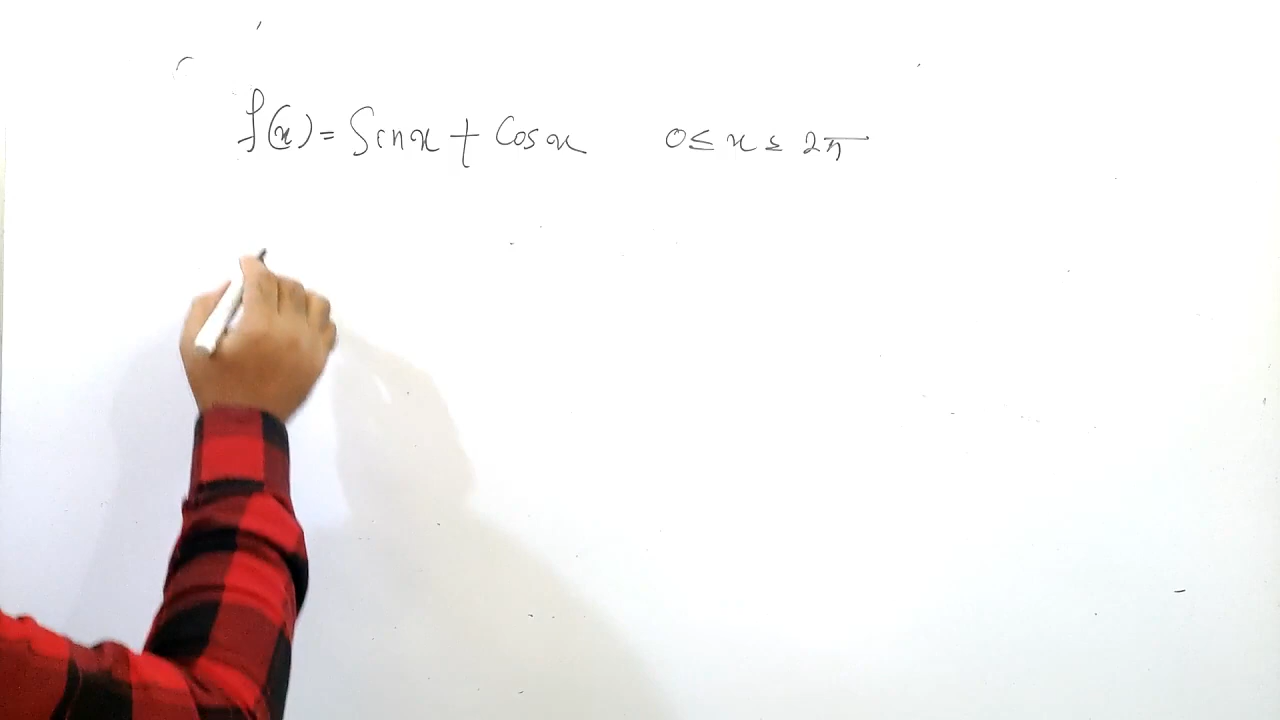 f(x) = Sinx + Cosx 0 ≤ x ≤ 2π